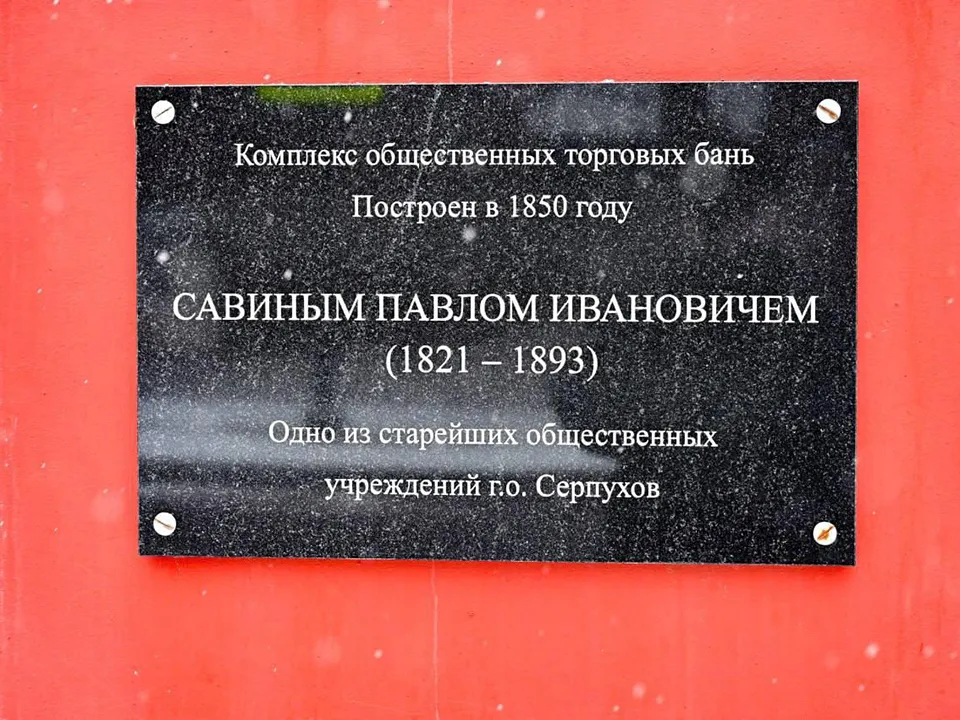 Комплекс общественных торговых бань
Построен в 1850 году
САВИНЫМ ПАВЛОМ ИВАНОВИЧЕМ
(1821 – 1893)
Одно из старейших общественных
учреждений г.о. Серпухов